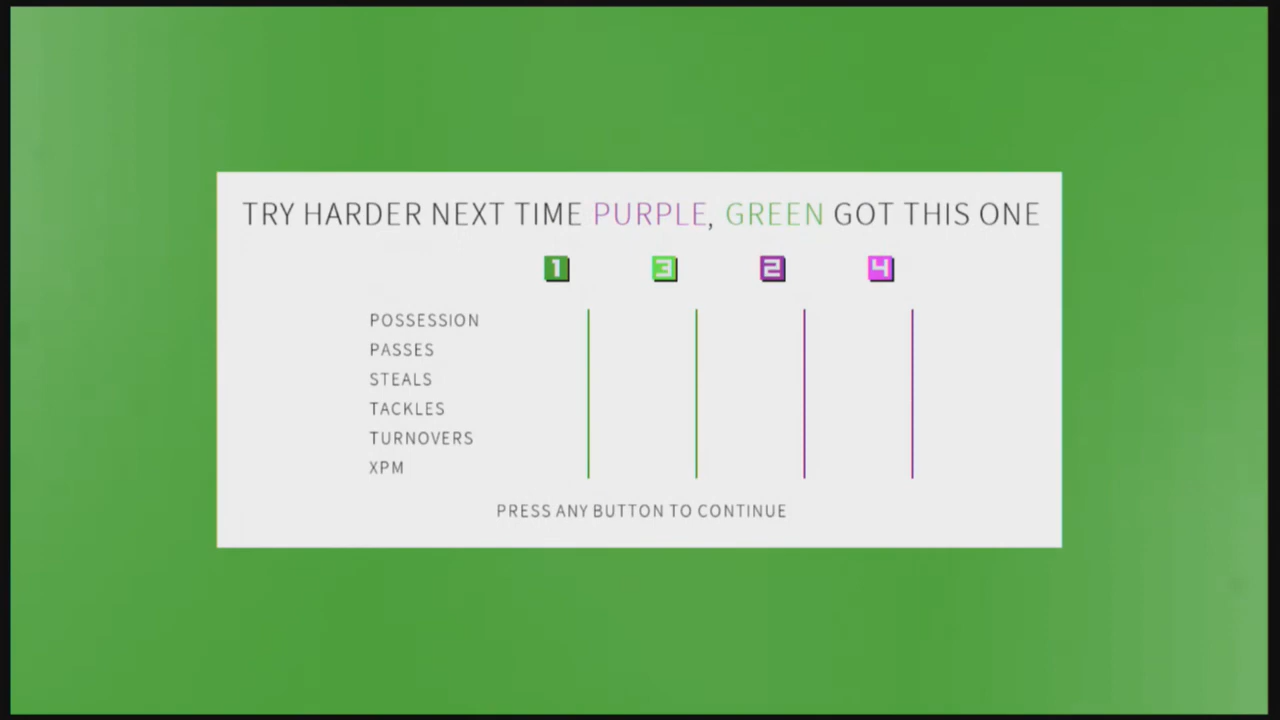 TRY HARDER NEXT TIME PURPLE, GREEN GOT THIS ONE
1 3 2 4
POSSESSION
PASSES
STEALS
TACKLES
TURNOVERS
XPM
PRESS ANY BUTTON TO CONTINUE